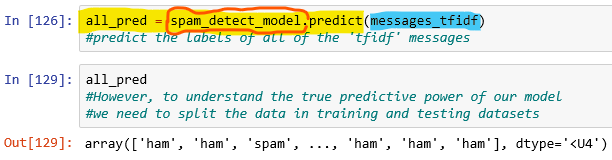 In [126]: all_pred = spam_detect_model.predict(messages_tfidf)
#predict the labels of all of the 'tfidf' messages
In [129]: all_pred
#However, to understand the true predictive power of our model
#we need to split the data in training and testing datasets
Out[129]: array(['ham', 'ham', 'spam', ..., 'ham', 'ham', 'ham'], dtype='<U4')